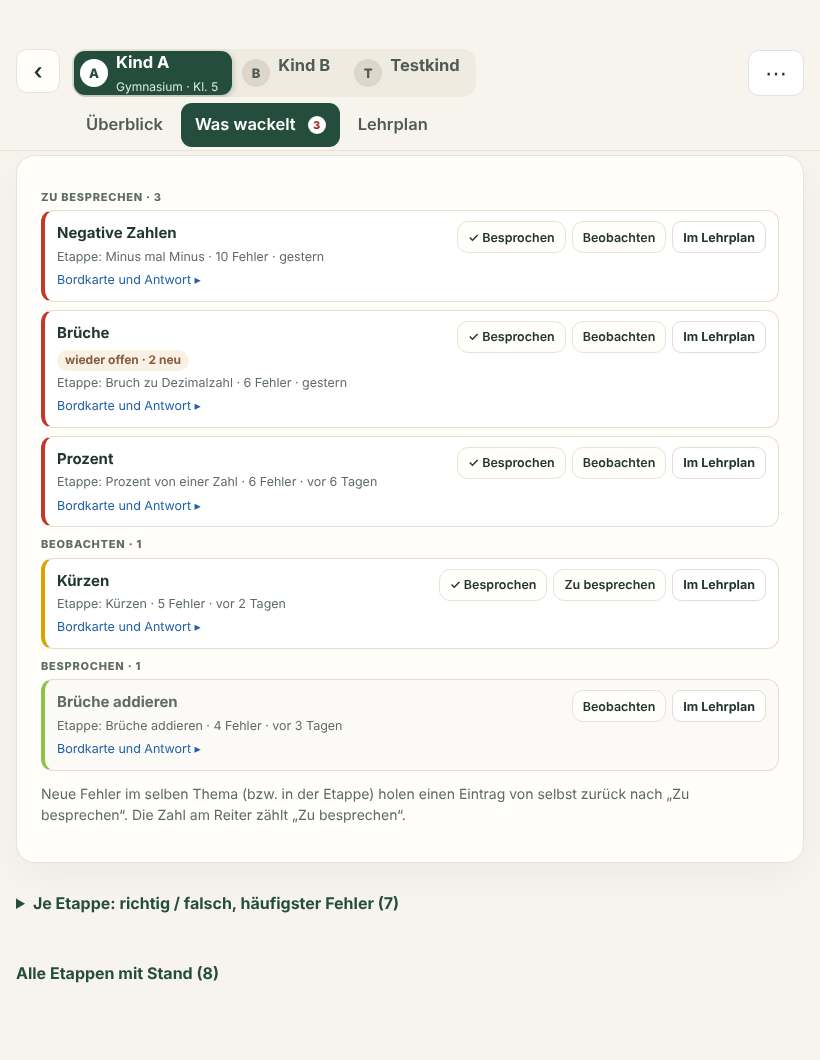 ‹
A
Kind A
Gymnasium · Kl. 5
B
Kind B
T
Testkind
...
Überblick
Was wackelt 3
Lehrplan
ZU BESPRECHEN · 3
Negative Zahlen
✓ Besprochen
Beobachten
Im Lehrplan
Etappe: Minus mal Minus · 10 Fehler · gestern
Bordkarte und Antwort ▸
Brüche
✓ Besprochen
Beobachten
Im Lehrplan
wieder offen · 2 neu
Etappe: Bruch zu Dezimalzahl · 6 Fehler · gestern
Bordkarte und Antwort ▸
Prozent
✓ Besprochen
Beobachten
Im Lehrplan
Etappe: Prozent von einer Zahl · 6 Fehler · vor 6 Tagen
Bordkarte und Antwort ▸
BEOBACHTEN · 1
Kürzen
✓ Besprochen
Zu besprechen
Im Lehrplan
Etappe: Kürzen · 5 Fehler · vor 2 Tagen
Bordkarte und Antwort ▸
BESPROCHEN · 1
Brüche addieren
Beobachten
Im Lehrplan
Etappe: Brüche addieren · 4 Fehler · vor 3 Tagen
Bordkarte und Antwort ▸
Neue Fehler im selben Thema (bzw. in der Etappe) holen einen Eintrag von selbst zurück nach „Zu
besprechen“. Die Zahl am Reiter zählt „Zu besprechen“.
▶ Je Etappe: richtig / falsch, häufigster Fehler (7)
Alle Etappen mit Stand (8)